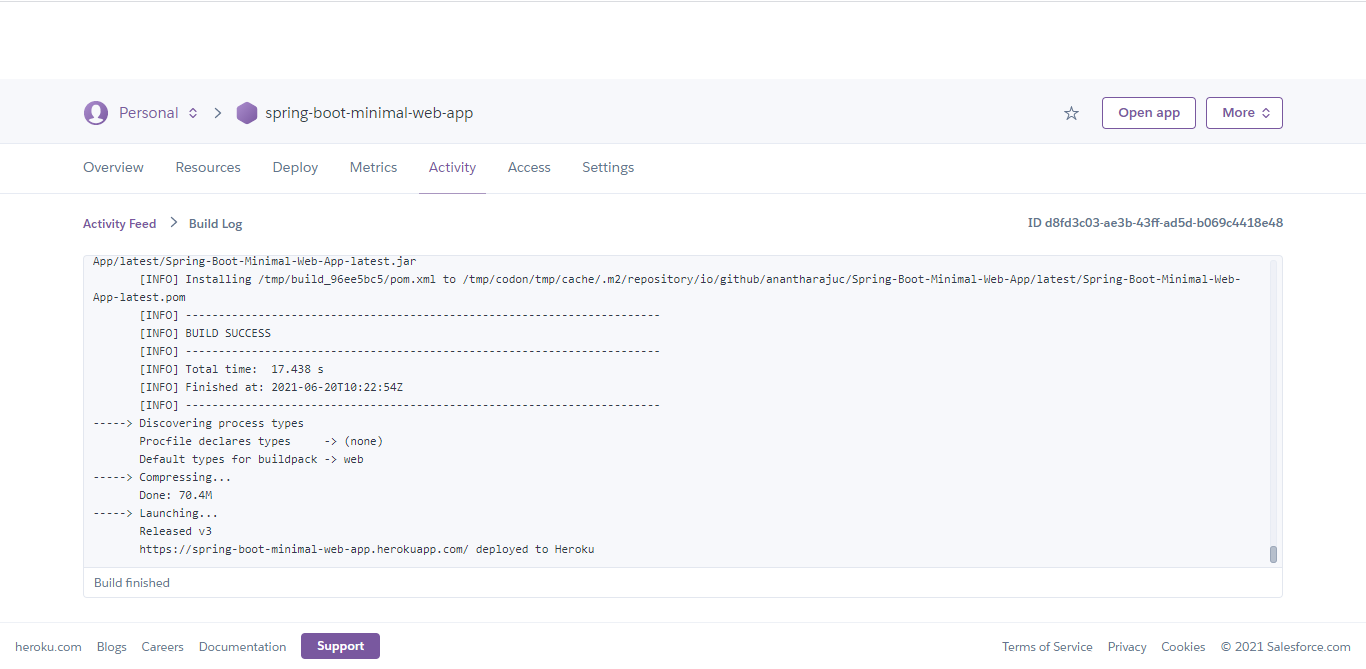 Personal > spring-boot-minimal-web-app Open app More
Overview Resources Deploy Metrics Activity Access Settings
Activity Feed > Build Log ID d8fd3c03-ae3b-43ff-ad5d-b069c4418e48
App/latest/Spring-Boot-Minimal-Web-App-latest.jar
[INFO] Installing /tmp/build_96ee5bc5/pom.xml to /tmp/codon/tmp/cache/.m2/repository/io/github/anantharajuc/Spring-Boot-Minimal-Web-App/latest/Spring-Boot-Minimal-Web-
App-latest.pom
[INFO] ------------------------------------------------------------------------
[INFO] BUILD SUCCESS
[INFO] ------------------------------------------------------------------------
[INFO] Total time:  17.438 s
[INFO] Finished at: 2021-06-20T10:22:54Z
[INFO] ------------------------------------------------------------------------
-----> Discovering process types
Procfile declares types     -> (none)
Default types for buildpack -> web
-----> Compressing...
Done: 70.4M
-----> Launching...
Released v3
https://spring-boot-minimal-web-app.herokuapp.com/ deployed to Heroku
Build finished
heroku.com Blogs Careers Documentation Support Terms of Service Privacy Cookies © 2021 Salesforce.com